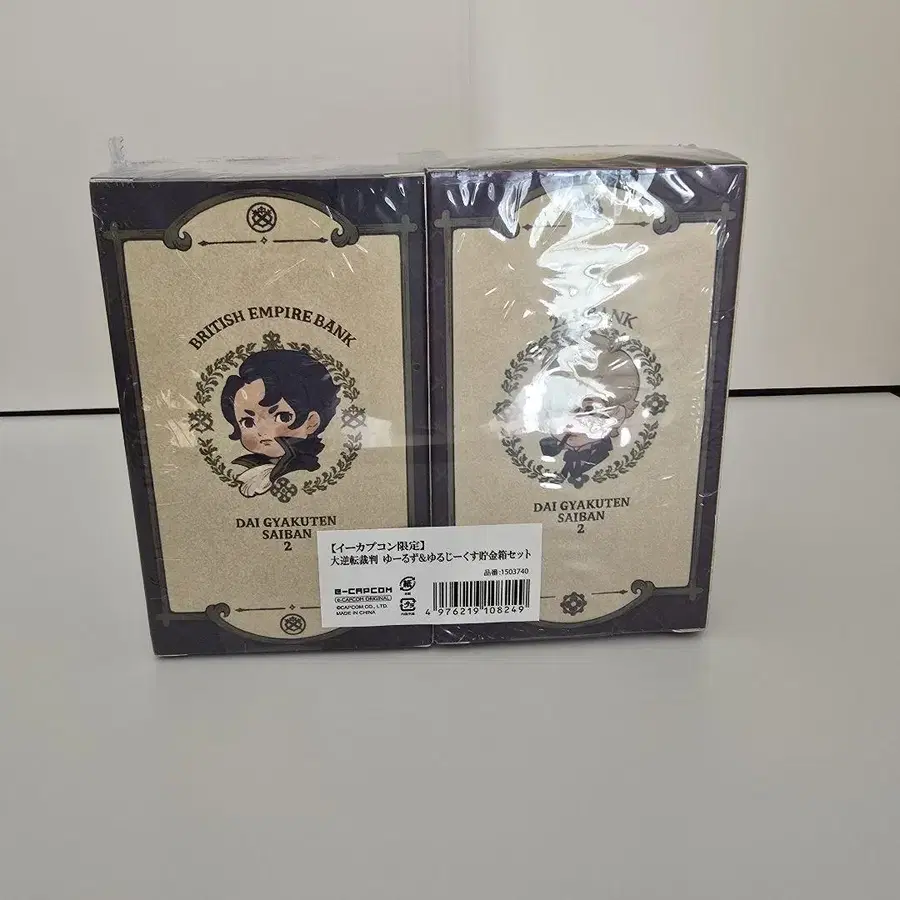 BRITISH EMPIRE BANK
DAI GYAKUTEN
SAIBAN
2
BANK
DAI GYAKUTEN
SAIBAN
2
【イーカプコン限定】
大逆転裁判 ゆーるず&ゆるじーくす貯金箱セット
品番:1503740
e-CAPCOM
e-CAPCOM ORIGINAL
©CAPCOM CO., LTD.
MADE IN CHINA
紙
4 976219 108249